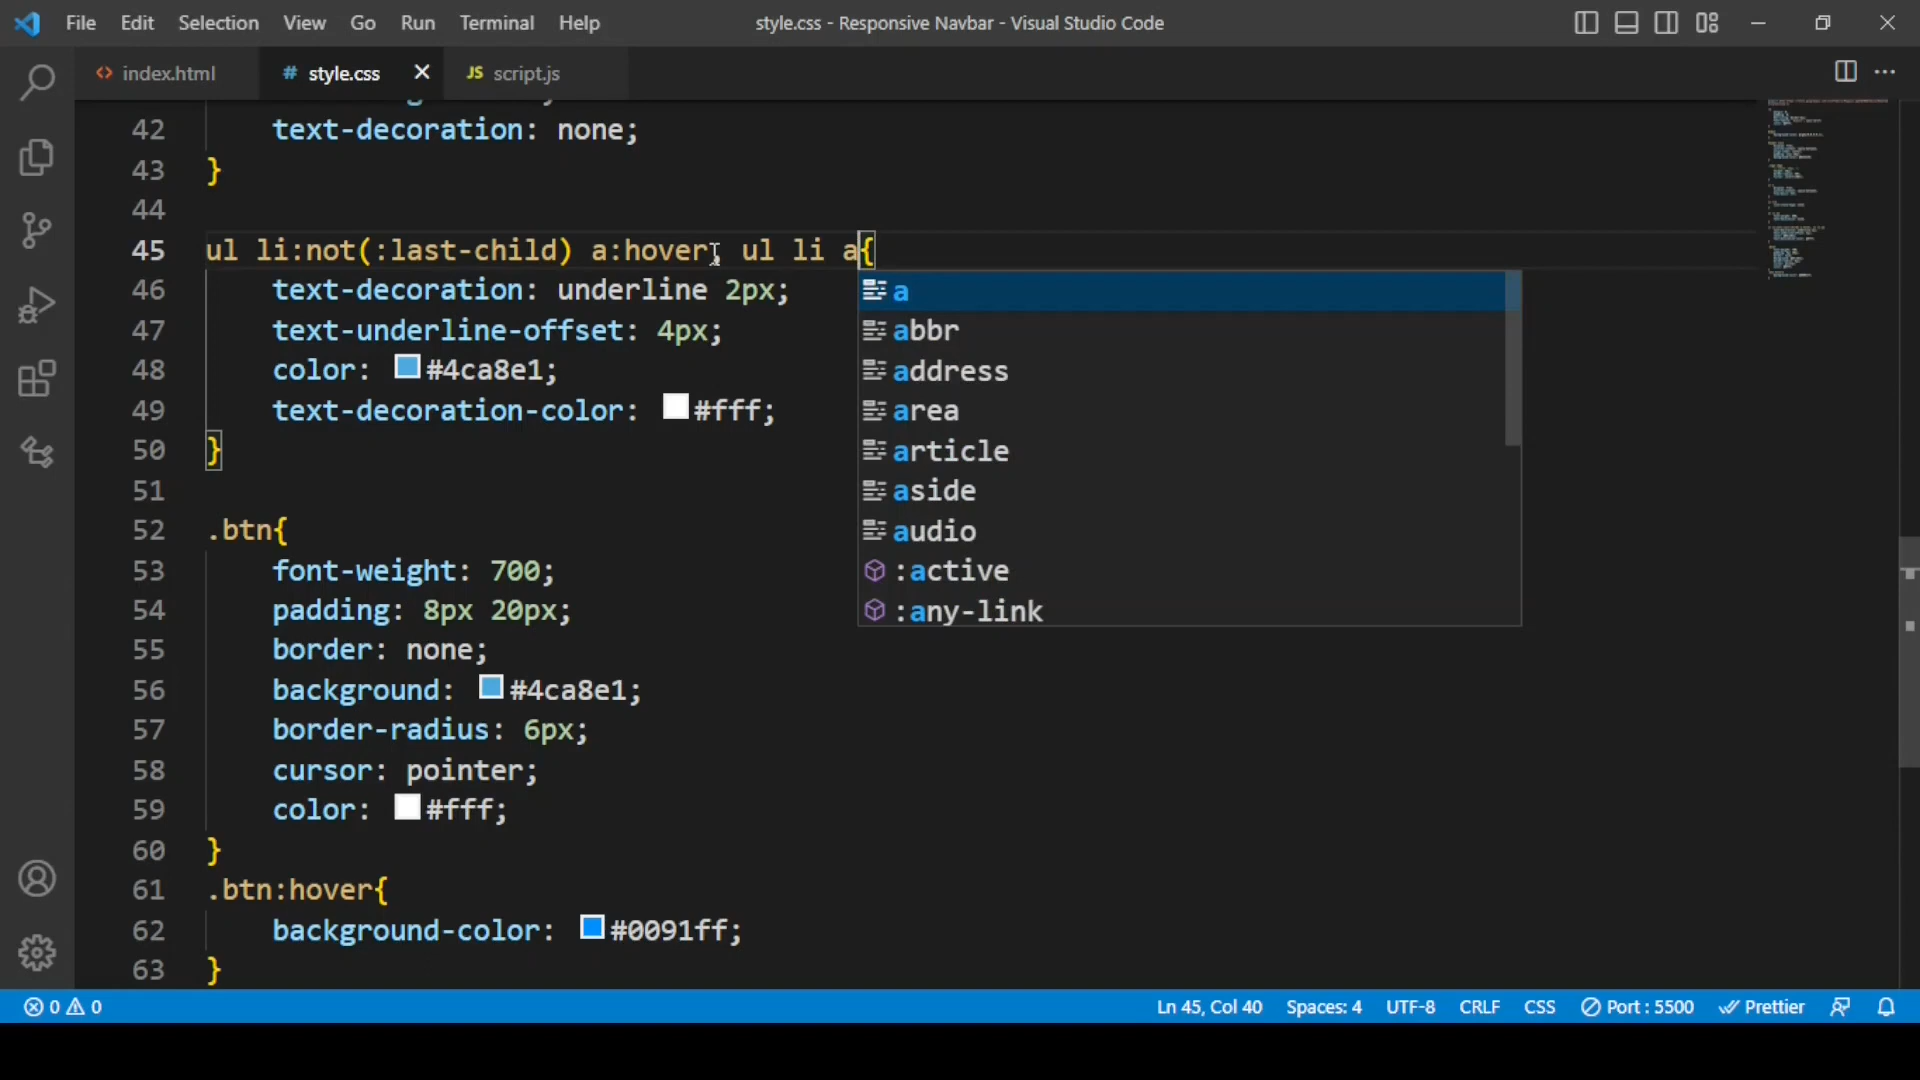 File Edit Selection View Go Run Terminal Help style.css - Responsive Navbar - Visual Studio Code
index.html # style.css JS script.js
42 text-decoration: none;
43 }
44
45 ul li:not(:last-child) a:hover, ul li a{
46 text-decoration: underline 2px;
47 text-underline-offset: 4px;
48 color: #4ca8e1;
49 text-decoration-color: #fff;
50 }
51
52 .btn{
53 font-weight: 700;
54 padding: 8px 20px;
55 border: none;
56 background: #4ca8e1;
57 border-radius: 6px;
58 cursor: pointer;
59 color: #fff;
60 }
61 .btn:hover{
62 background-color: #0091ff;
63 }
a
abbr
address
area
article
aside
audio
:active
:any-link
0 0 Ln 45, Col 40 Spaces: 4 UTF-8 CRLF CSS Port : 5500 Prettier